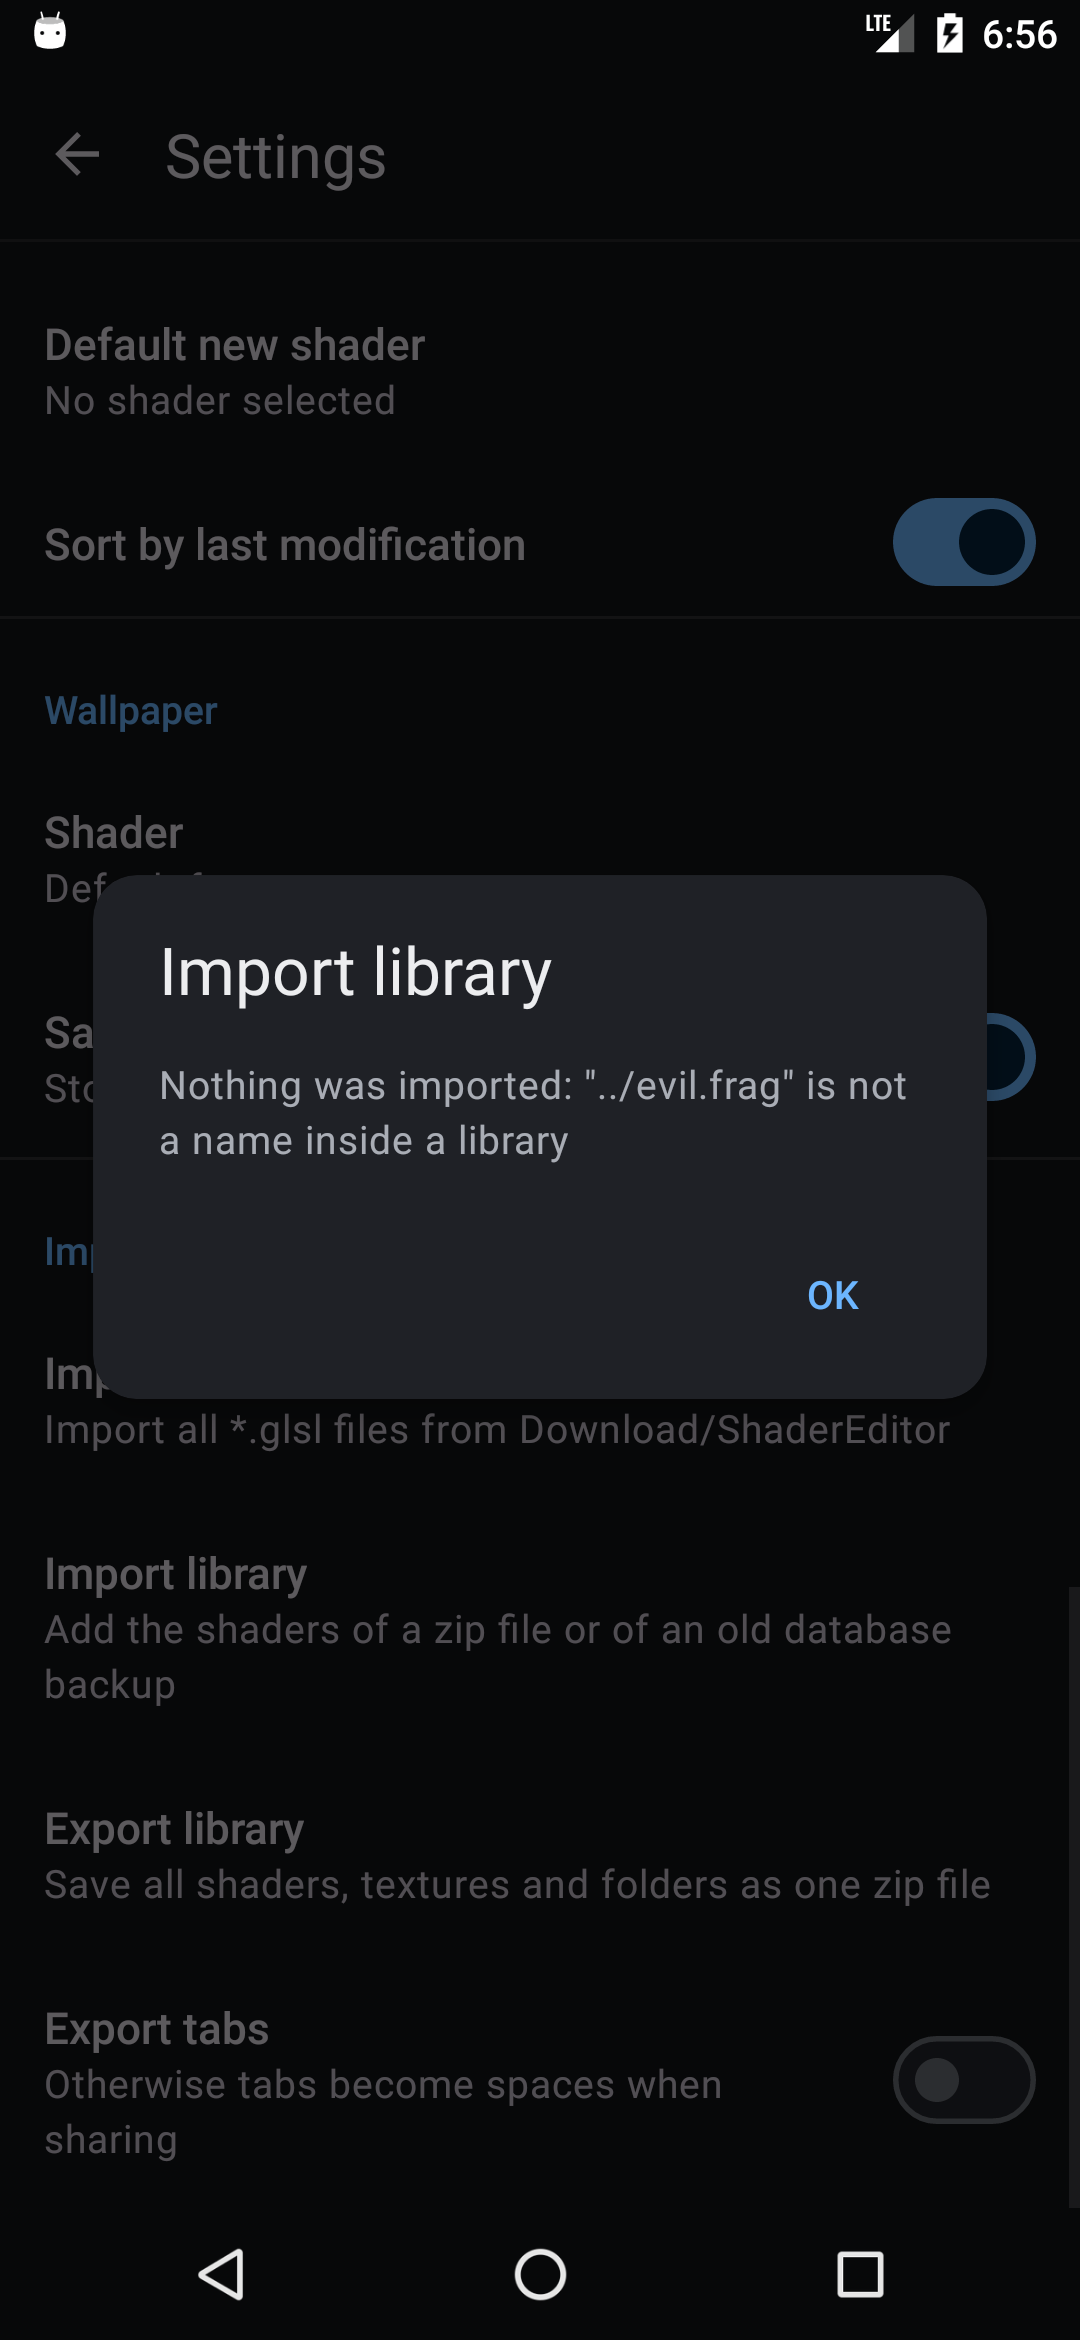 LTE 6:56
Settings
Default new shader
No shader selected
Sort by last modification
Wallpaper
Shader
Import library
Nothing was imported: "../evil.frag" is not
a name inside a library
OK
Import all *.glsl files from Download/ShaderEditor
Import library
Add the shaders of a zip file or of an old database
backup
Export library
Save all shaders, textures and folders as one zip file
Export tabs
Otherwise tabs become spaces when
sharing